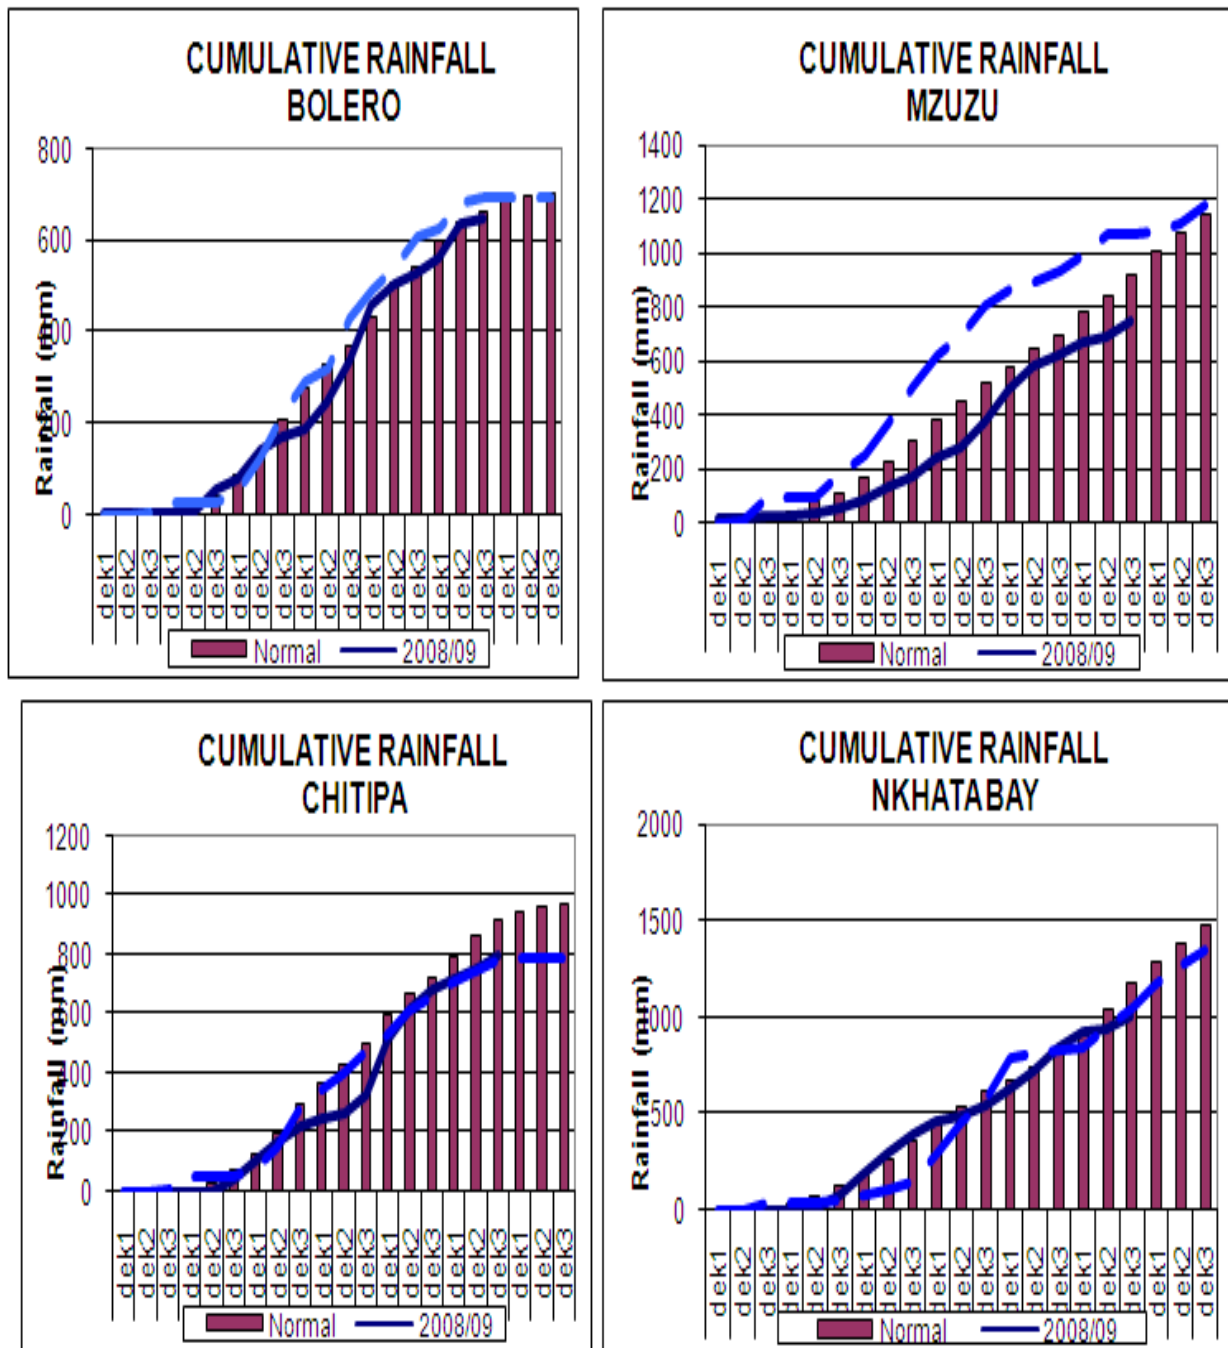 CUMULATIVE RAINFALL
BOLERO
Rainfall (mm)
800
600
400
200
0
dek1 dek2 dek3 dek1 dek2 dek3 dek1 dek2 dek3 dek1 dek2 dek3 dek1 dek2 dek3 dek1 dek2 dek3 dek1 dek2 dek3
Normal 2008/09
CUMULATIVE RAINFALL
MZUZU
Rainfall (mm)
1400
1200
1000
800
600
400
200
0
dek1 dek2 dek3 dek1 dek2 dek3 dek1 dek2 dek3 dek1 dek2 dek3 dek1 dek2 dek3 dek1 dek2 dek3 dek1 dek2 dek3
Normal 2008/09
CUMULATIVE RAINFALL
CHITIPA
Rainfall (mm)
1200
1000
800
600
400
200
0
dek1 dek2 dek3 dek1 dek2 dek3 dek1 dek2 dek3 dek1 dek2 dek3 dek1 dek2 dek3 dek1 dek2 dek3 dek1 dek2 dek3
Normal 2008/09
CUMULATIVE RAINFALL
NKHATABAY
Rainfall (mm)
2000
1500
1000
500
0
dek1 dek2 dek3 dek1 dek2 dek3 dek1 dek2 dek3 dek1 dek2 dek3 dek1 dek2 dek3 dek1 dek2 dek3 dek1 dek2 dek3
Normal 2008/09